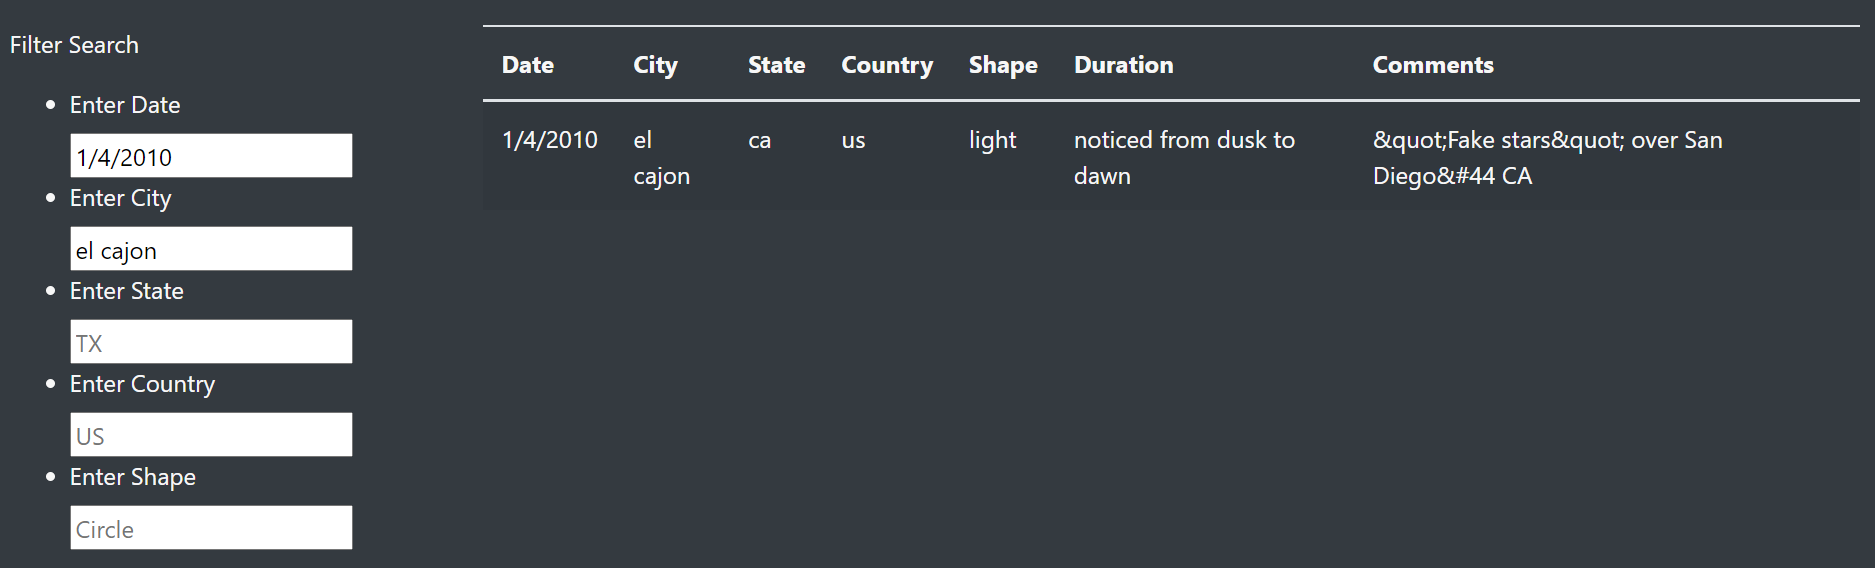 Filter Search
Enter Date
1/4/2010
Enter City
el cajon
Enter State
TX
Enter Country
US
Enter Shape
Circle
Date City State Country Shape Duration Comments
1/4/2010 el cajon ca us light noticed from dusk to dawn &quot;Fake stars&quot; over San Diego&#44 CA